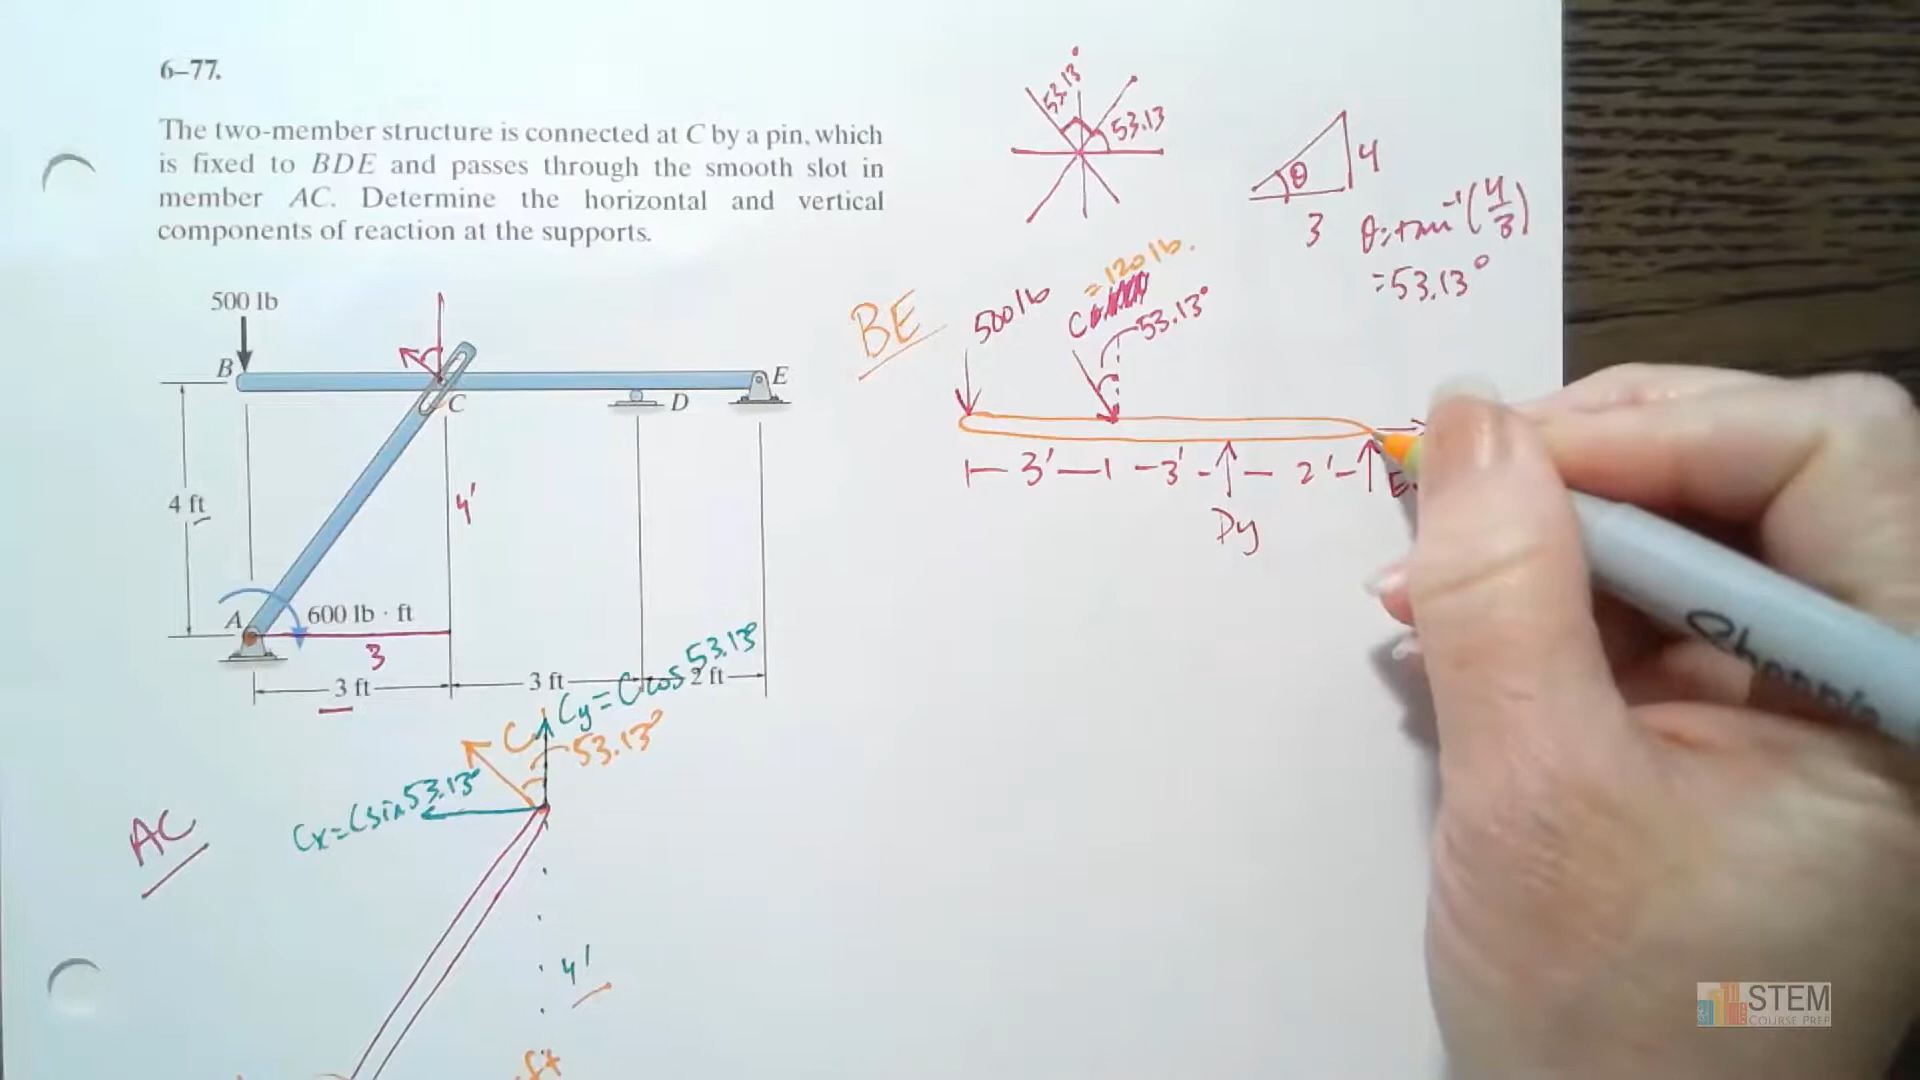 6–77.
The two-member structure is connected at C by a pin, which
is fixed to BDE and passes through the smooth slot in
member AC. Determine the horizontal and vertical
components of reaction at the supports.
500 lb
B
C
D
E
4 ft
4'
A
600 lb · ft
3
3 ft
3 ft
2 ft
AC
C
Cy = C cos 53.13°
53.13°
Cx = C sin 53.13°
4'
ft
53.13°
53.13
θ
4
3
θ = tan⁻¹(4/3)
= 53.13°
BE
500 lb
C
= 120 lb.
53.13°
3'
3'
2'
Dy
STEM
COURSE PREP